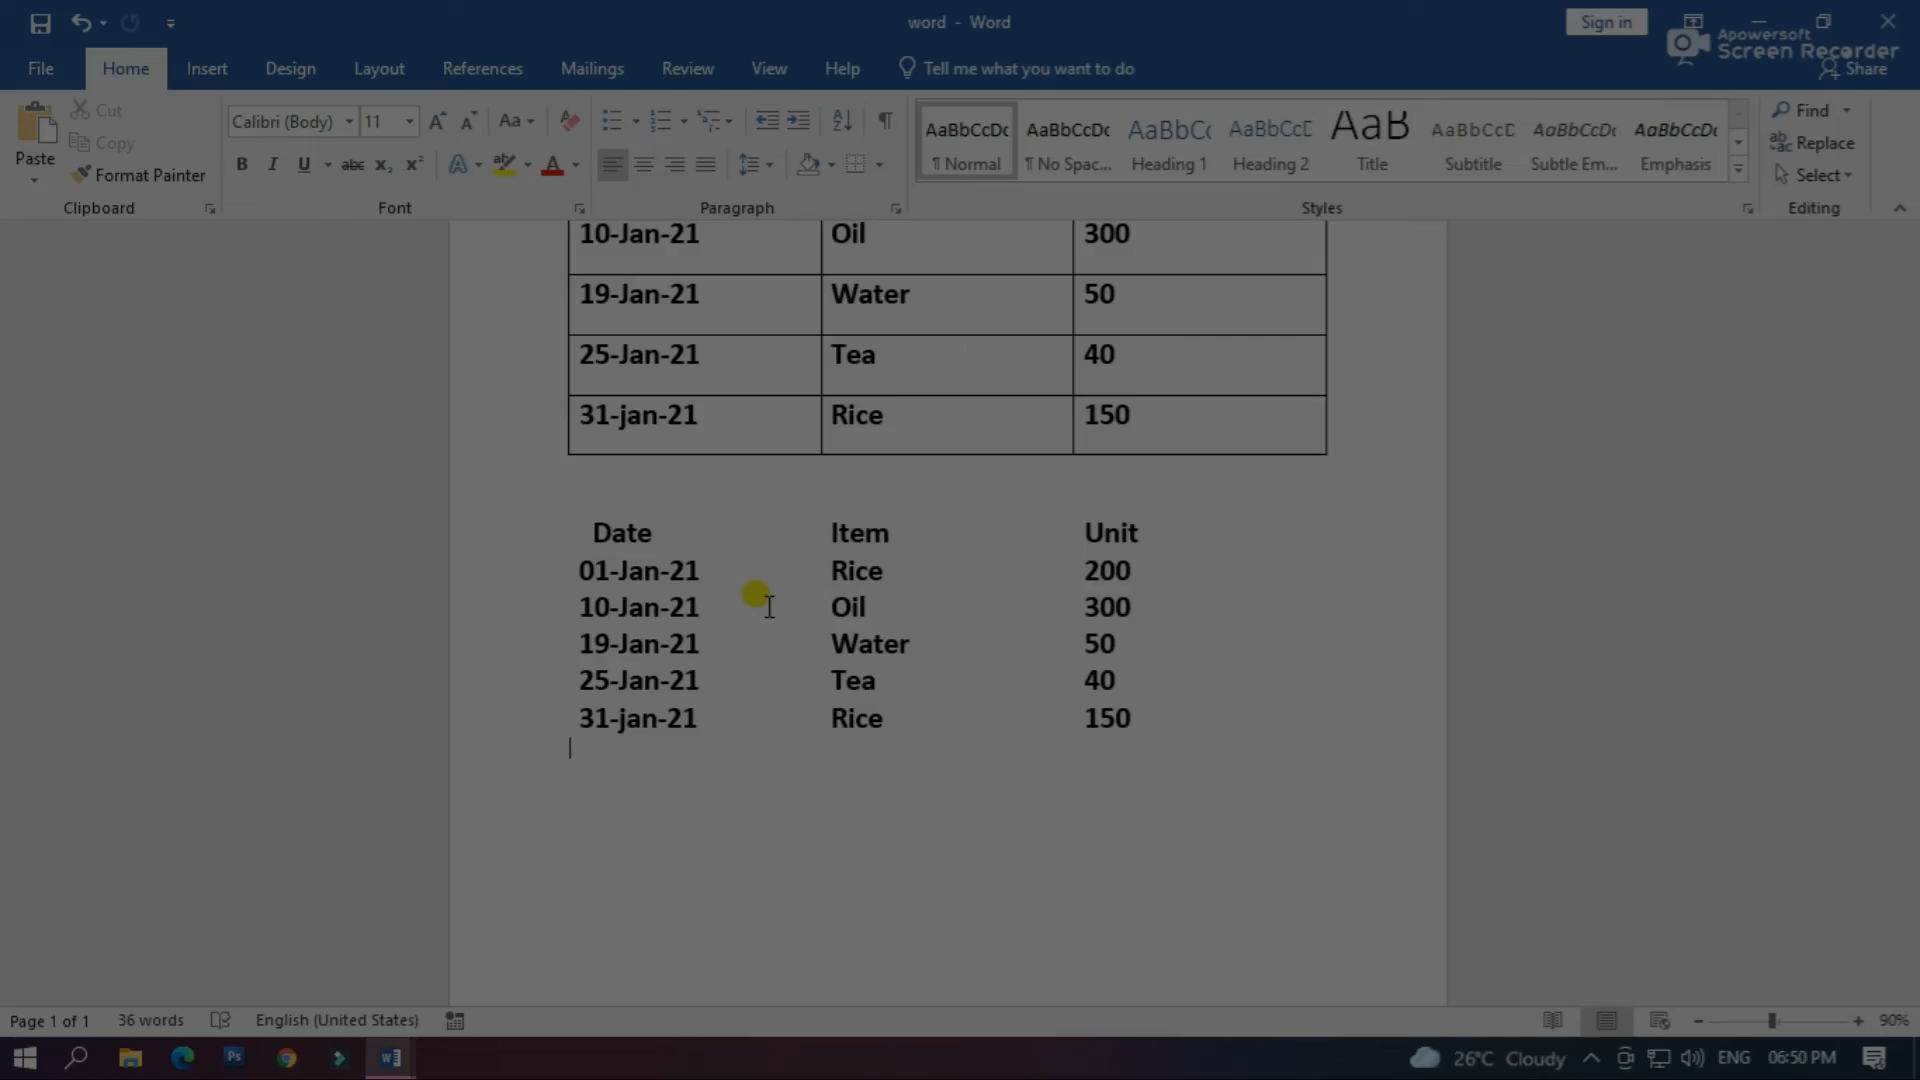 word - Word
Sign in
Apowersoft
Screen Recorder
File Home Insert Design Layout References Mailings Review View Help Tell me what you want to do Share
Paste
Cut
Copy
Format Painter
Clipboard
Calibri (Body) 11
Font
Paragraph
AaBbCcDc AaBbCcDc AaBbCc AaBbCcD AaB AaBbCcD AaBbCcDc AaBbCcDc
¶ Normal ¶ No Spac... Heading 1 Heading 2 Title Subtitle Subtle Em... Emphasis
Styles
Find
Replace
Select
Editing
10-Jan-21 Oil 300
19-Jan-21 Water 50
25-Jan-21 Tea 40
31-jan-21 Rice 150
Date Item Unit
01-Jan-21 Rice 200
10-Jan-21 Oil 300
19-Jan-21 Water 50
25-Jan-21 Tea 40
31-jan-21 Rice 150
Page 1 of 1 36 words English (United States) 90%
26°C Cloudy ENG 06:50 PM